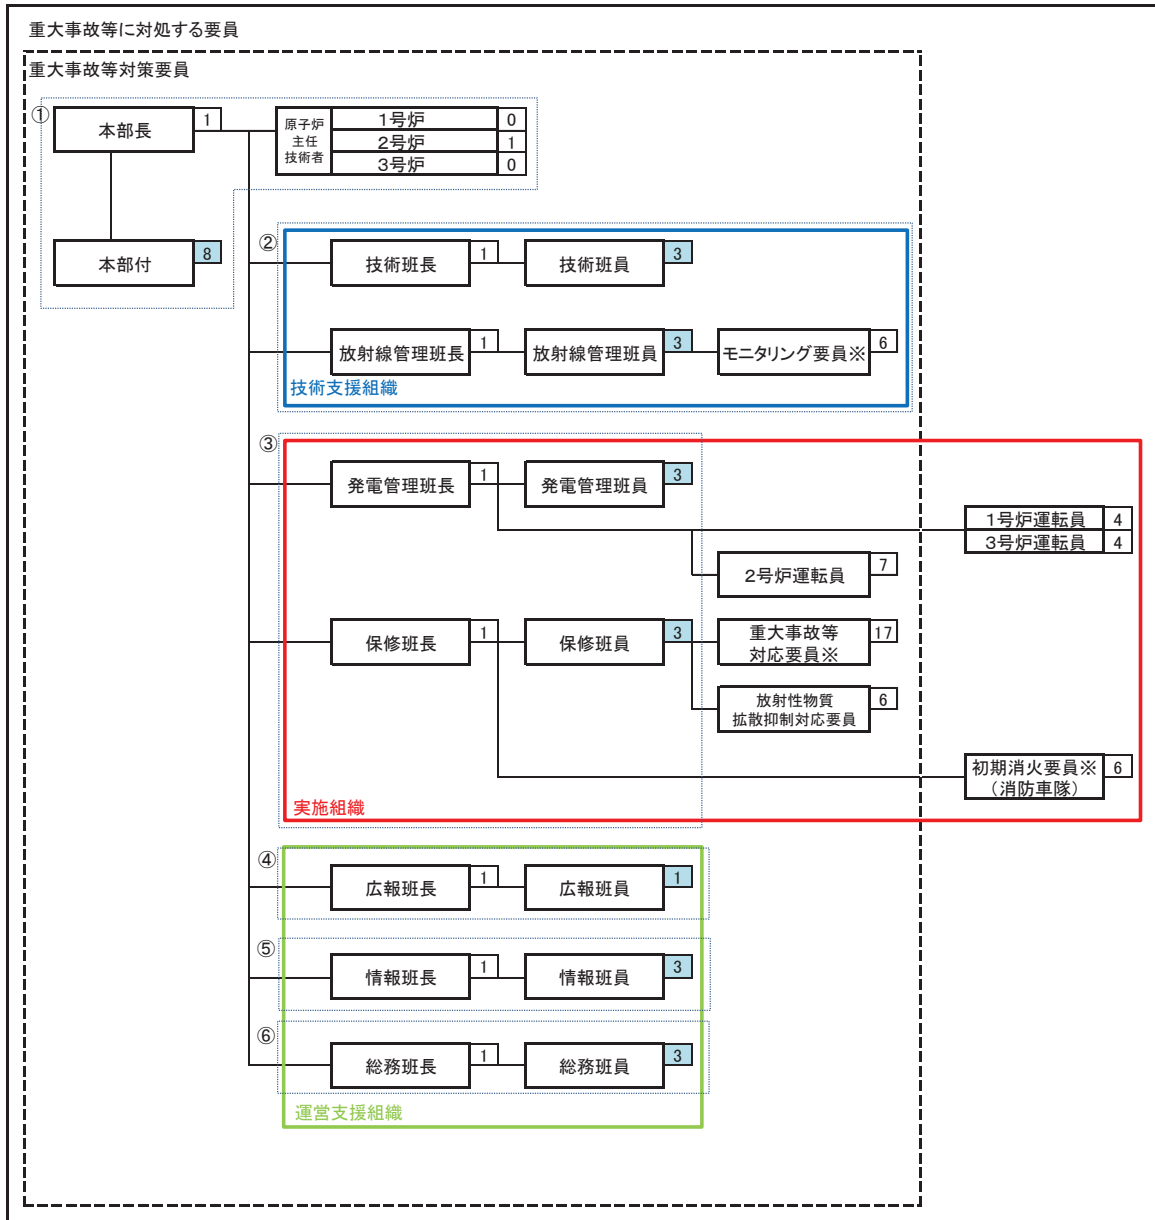 重大事故等に対処する要員
重大事故等対策要員
①
本部長
1
原子炉
主任
技術者
1号炉
0
2号炉
1
3号炉
0
本部付
8
②
技術班長
1
技術班員
3
放射線管理班長
1
放射線管理班員
3
モニタリング要員※
6
技術支援組織
③
発電管理班長
1
発電管理班員
3
1号炉運転員
4
3号炉運転員
4
2号炉運転員
7
保修班長
1
保修班員
3
重大事故等
対応要員※
17
放射性物質
拡散抑制対応要員
6
初期消火要員※
(消防車隊)
6
実施組織
④
広報班長
1
広報班員
1
⑤
情報班長
1
情報班員
3
⑥
総務班長
1
総務班員
3
運営支援組織